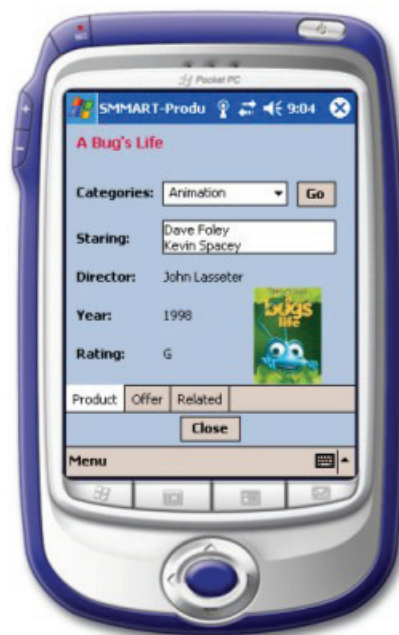 Pocket PC
SMMART-Produ 9:04
A Bug's Life
Categories: Animation Go
Staring: Dave Foley
Kevin Spacey
Director: John Lasseter
Year: 1998
bugs
life
Rating: G
Product Offer Related
Close
Menu